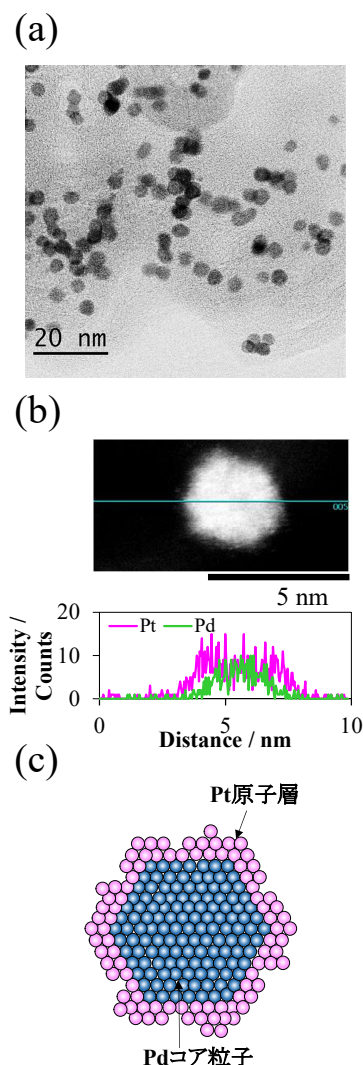 (a)
20 nm
(b)
005
5 nm
20
Pt Pd
10
0
Intensity /
Counts
0 5 10
Distance / nm
(c)
Pt原子層
Pdコア粒子